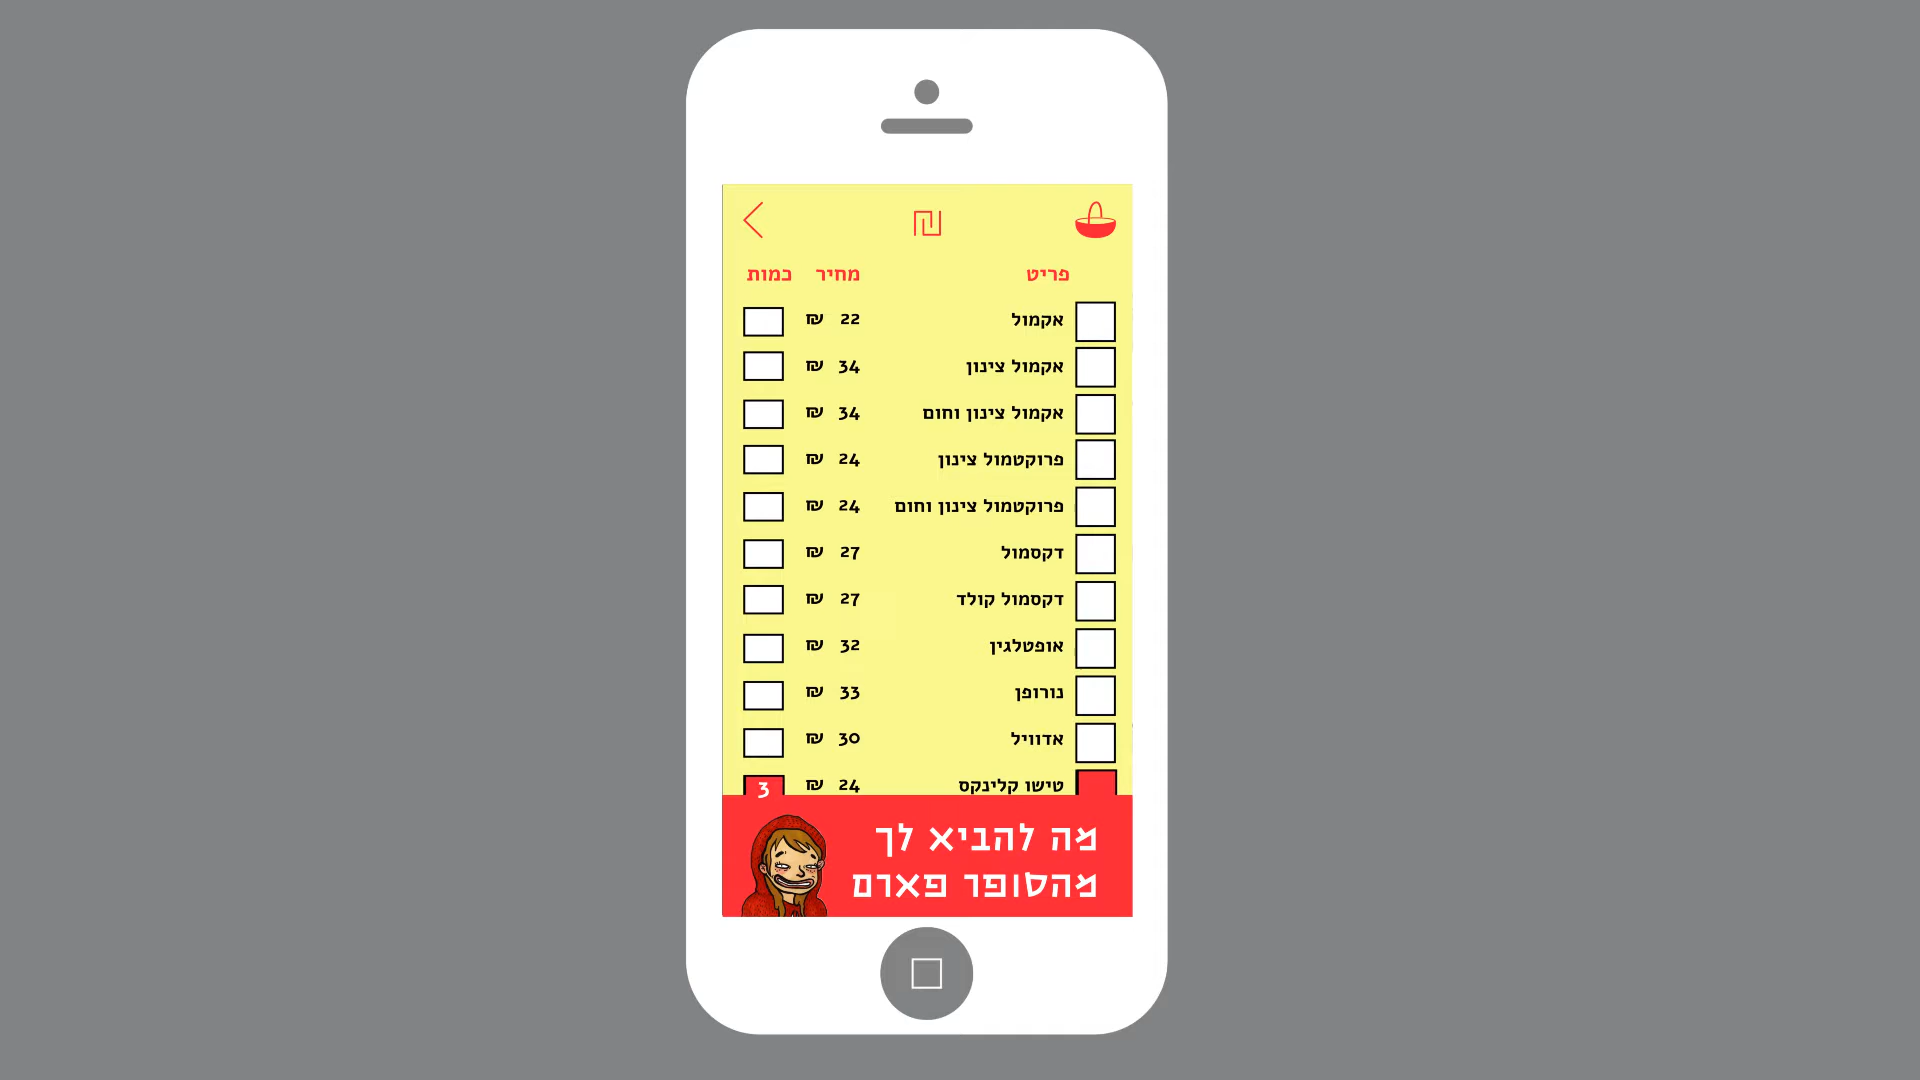 ₪
פריט מחיר כמות
אקמול 22 ₪
אקמול צינון 34 ₪
אקמול צינון וחום 34 ₪
פרוקטמול צינון 24 ₪
פרוקטמול צינון וחום 24 ₪
דקסמול 27 ₪
דקסמול קולד 27 ₪
אופטלגין 32 ₪
נורופן 33 ₪
אדוויל 30 ₪
טישו קלינקס 24 ₪ 3
מה להביא לך
מהסופר פארם